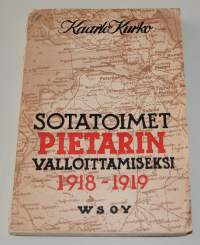 Kaarlo Kurko
SOTATOIMET
PIETARIN
VALLOITTAMISEKSI
1918-1919
WSOY